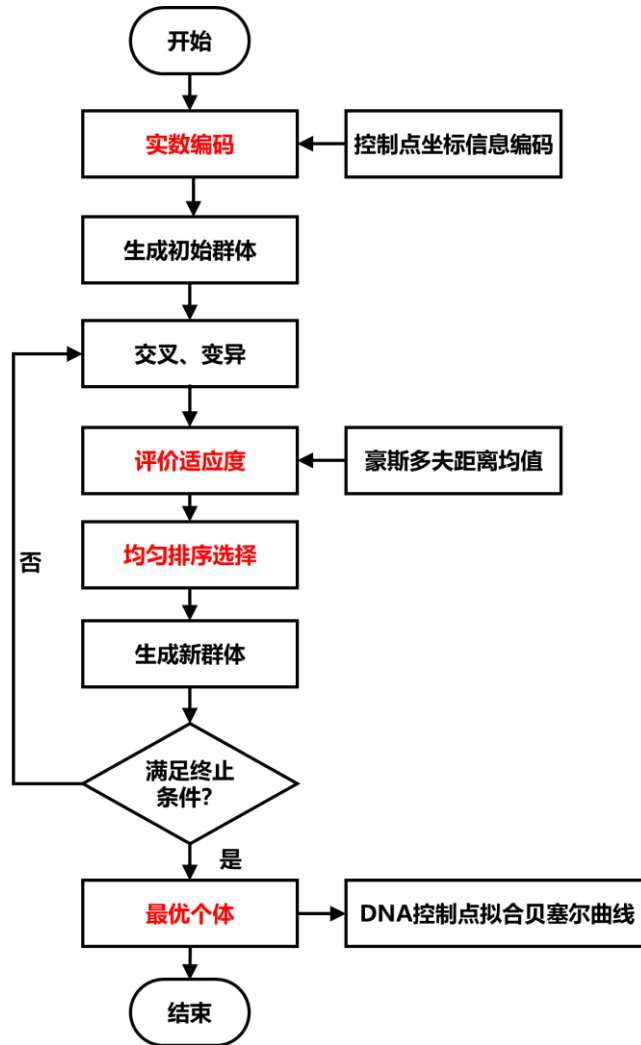 开始
实数编码
控制点坐标信息编码
生成初始群体
交叉、变异
评价适应度
豪斯多夫距离均值
均匀排序选择
否
生成新群体
满足终止
条件?
是
最优个体
DNA控制点拟合贝塞尔曲线
结束